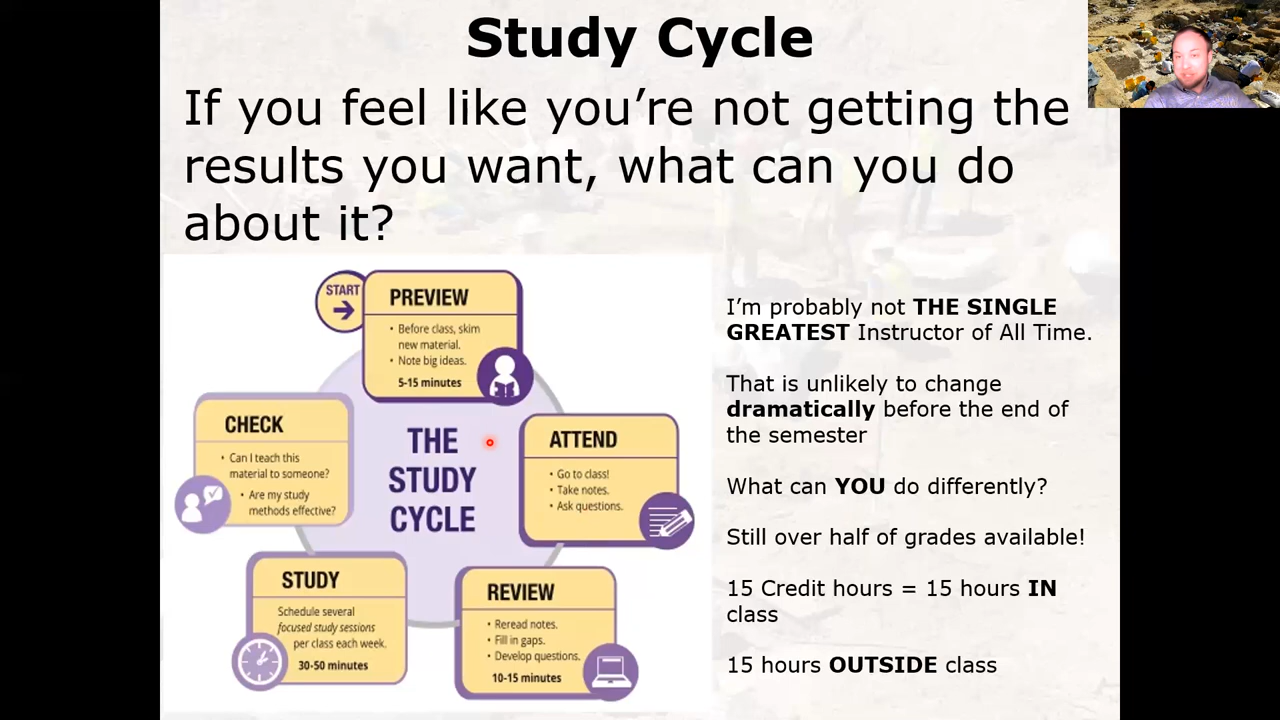 Study Cycle
If you feel like you’re not getting the
results you want, what can you do
about it?
START
PREVIEW
• Before class, skim
new material.
• Note big ideas.
5-15 minutes
ATTEND
• Go to class!
• Take notes.
• Ask questions.
REVIEW
• Reread notes.
• Fill in gaps.
• Develop questions.
10-15 minutes
STUDY
Schedule several
focused study sessions
per class each week.
30-50 minutes
CHECK
• Can I teach this
material to someone?
• Are my study
methods effective?
THE
STUDY
CYCLE
I’m probably not THE SINGLE
GREATEST Instructor of All Time.
That is unlikely to change
dramatically before the end of
the semester
What can YOU do differently?
Still over half of grades available!
15 Credit hours = 15 hours IN
class
15 hours OUTSIDE class